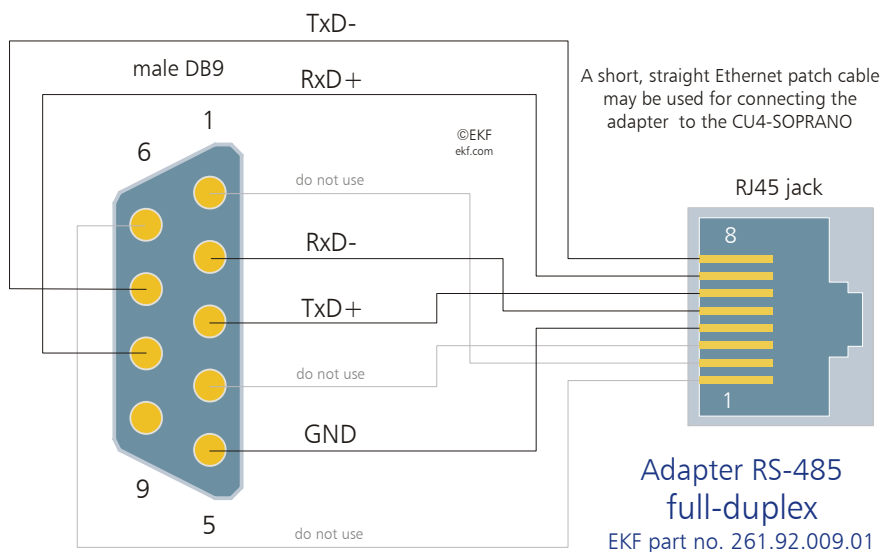 TxD-
male DB9
RxD+
A short, straight Ethernet patch cable
may be used for connecting the
adapter to the CU4-SOPRANO
1
©EKF
ekf.com
6
do not use
RJ45 jack
8
RxD-
TxD+
do not use
1
GND
9
5
do not use
Adapter RS-485
full-duplex
EKF part no. 261.92.009.01